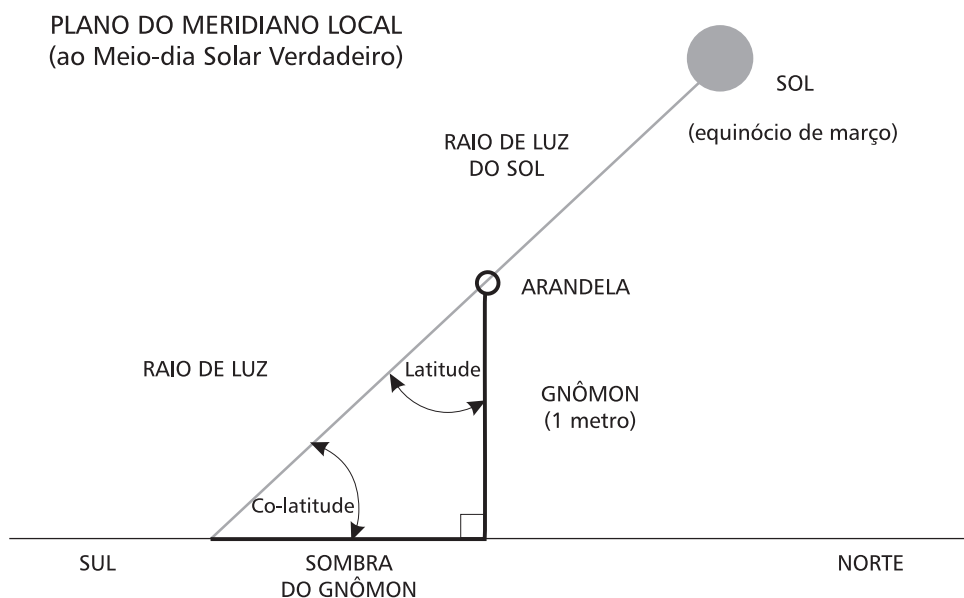 PLANO DO MERIDIANO LOCAL
(ao Meio-dia Solar Verdadeiro)
SOL
(equinócio de março)
RAIO DE LUZ
DO SOL
ARANDELA
RAIO DE LUZ
Latitude
GNÔMON
(1 metro)
Co-latitude
SUL
SOMBRA
DO GNÔMON
NORTE